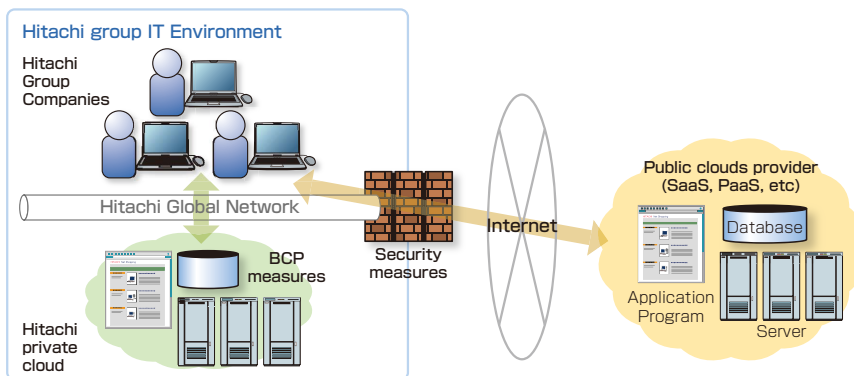 Hitachi group IT Environment
Hitachi
Group
Companies
Hitachi Global Network
BCP
measures
Hitachi
private
cloud
Security
measures
Internet
Public clouds provider
(SaaS, PaaS, etc)
Database
Application
Program
Server